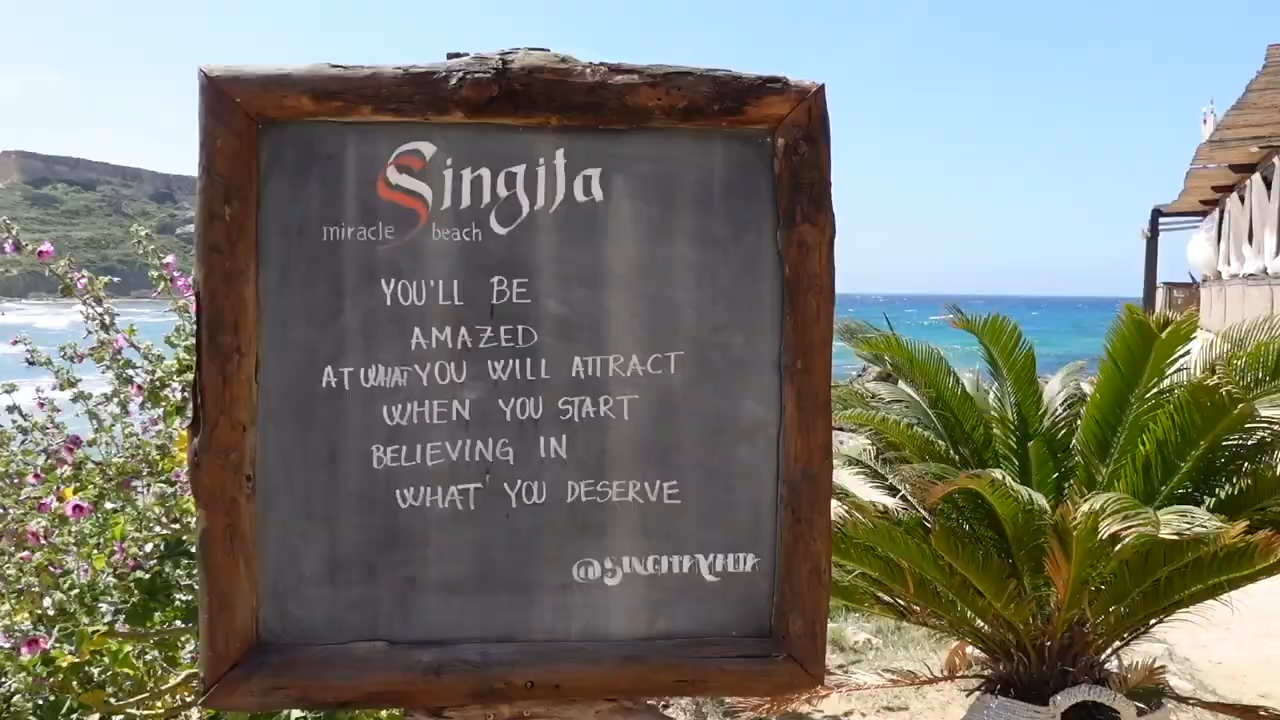 Singita
miracle beach
YOU'LL BE
AMAZED
AT WHAT YOU WILL ATTRACT
WHEN YOU START
BELIEVING IN
WHAT YOU DESERVE
@SINGITAMALTA